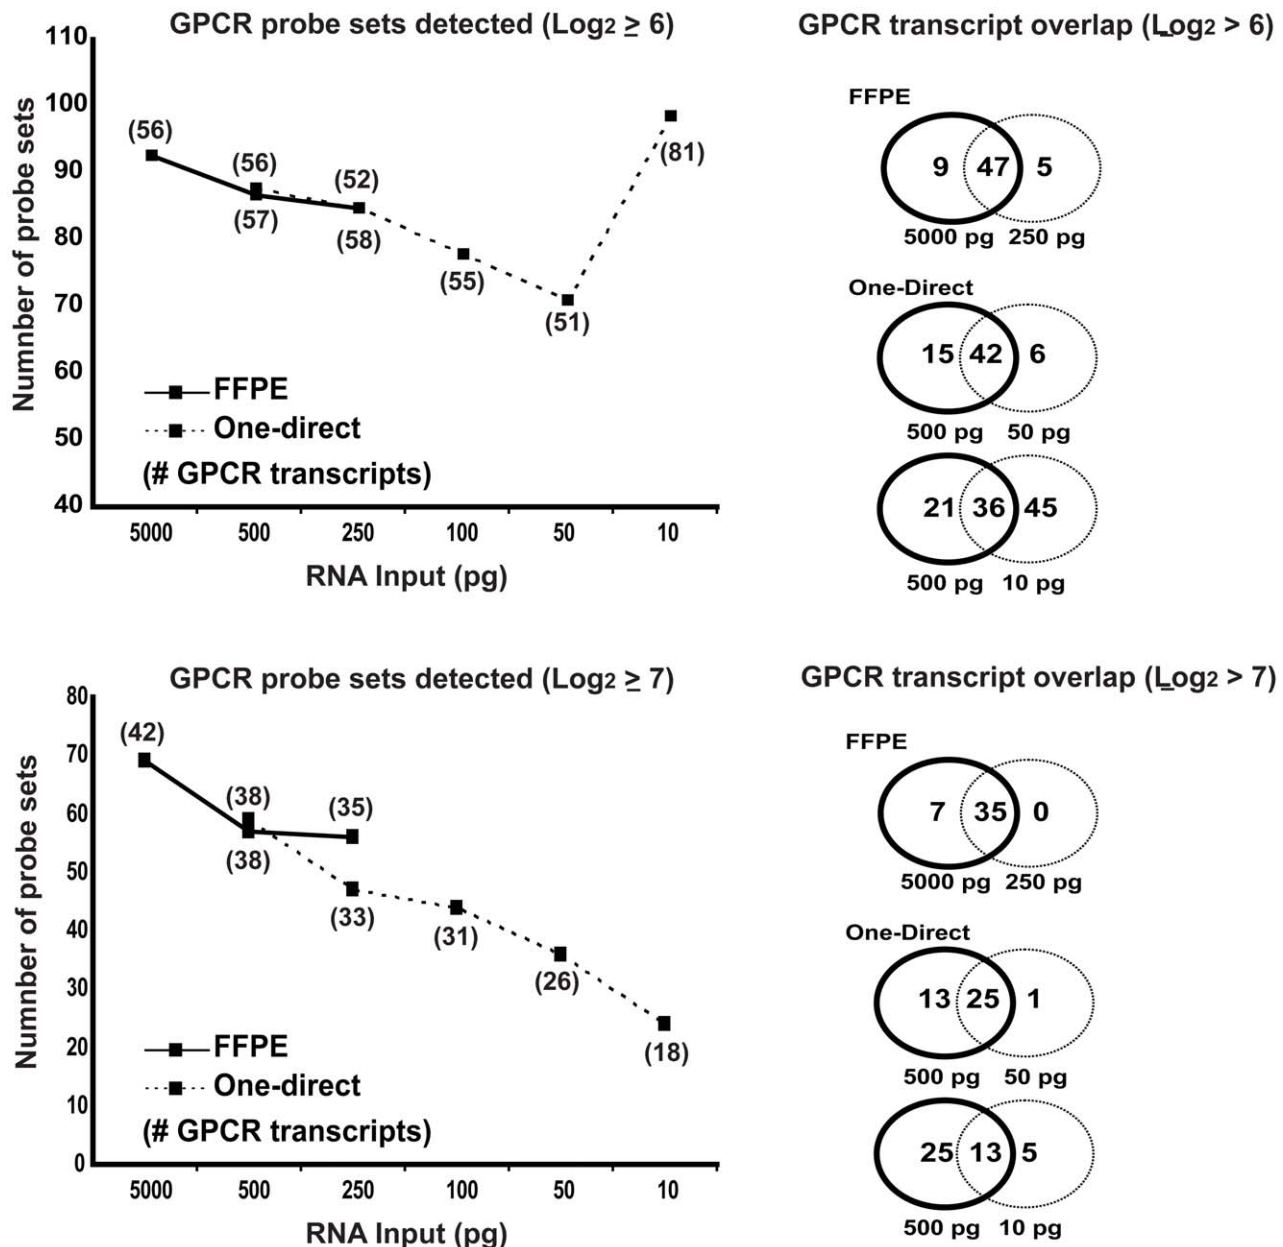 GPCR probe sets detected (Log2 ≥ 6)
Numnber of probe sets
110
100
90
80
70
60
50
40
(56)
(56)
(57)
(52)
(58)
(55)
(51)
(81)
FFPE
One-direct
(# GPCR transcripts)
5000 500 250 100 50 10
RNA Input (pg)
GPCR transcript overlap (Log2 > 6)
FFPE
9 47 5
5000 pg 250 pg
One-Direct
15 42 6
500 pg 50 pg
21 36 45
500 pg 10 pg
GPCR probe sets detected (Log2 ≥ 7)
Numnber of probe sets
80
70
60
50
40
30
20
10
0
(42)
(38)
(38)
(35)
(33)
(31)
(26)
(18)
FFPE
One-direct
(# GPCR transcripts)
5000 500 250 100 50 10
RNA Input (pg)
GPCR transcript overlap (Log2 > 7)
FFPE
7 35 0
5000 pg 250 pg
One-Direct
13 25 1
500 pg 50 pg
25 13 5
500 pg 10 pg